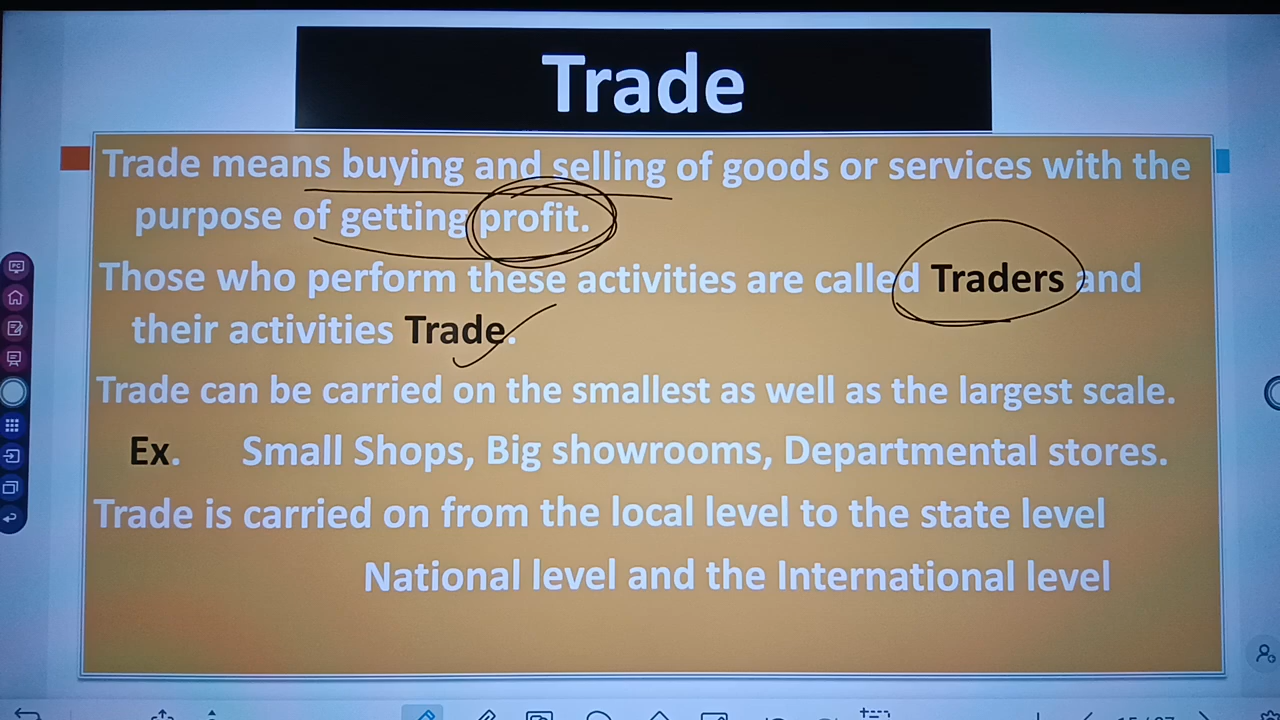 Trade
Trade means buying and selling of goods or services with the
purpose of getting profit.
Those who perform these activities are called Traders and
their activities Trade.
Trade can be carried on the smallest as well as the largest scale.
Ex. Small Shops, Big showrooms, Departmental stores.
Trade is carried on from the local level to the state level
National level and the International level